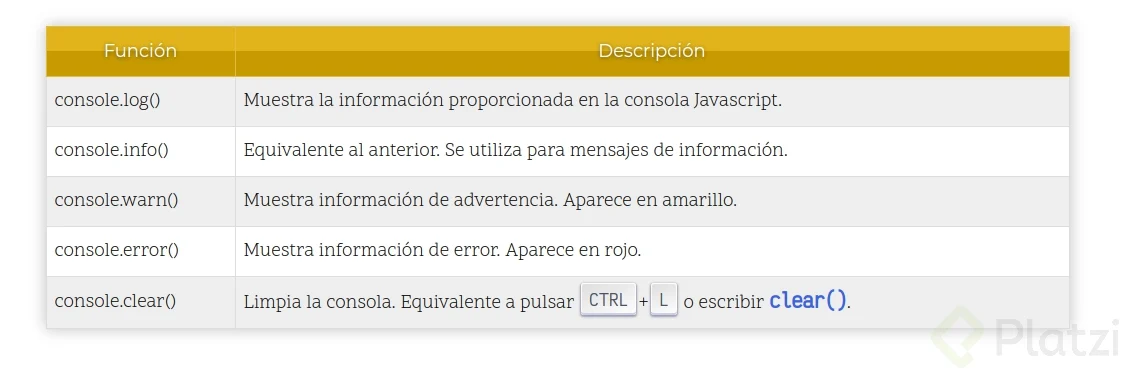 Función Descripción
console.log() Muestra la información proporcionada en la consola Javascript.
console.info() Equivalente al anterior. Se utiliza para mensajes de información.
console.warn() Muestra información de advertencia. Aparece en amarillo.
console.error() Muestra información de error. Aparece en rojo.
console.clear() Limpia la consola. Equivalente a pulsar CTRL + L o escribir clear().
Platzi